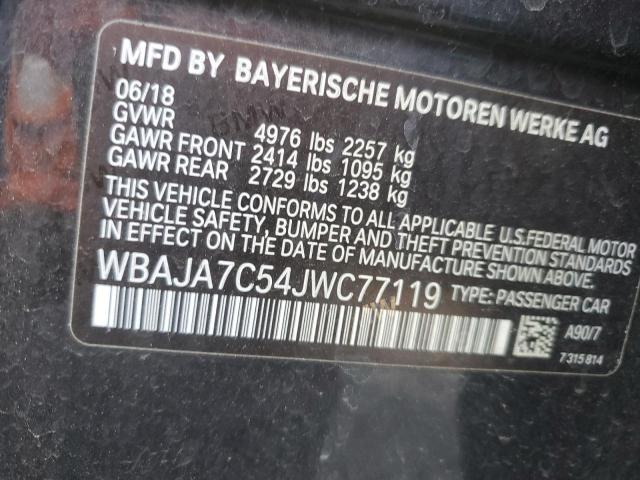 MFD BY BAYERISCHE MOTOREN WERKE AG
06/18
GVWR 4976 lbs 2257 kg
GAWR FRONT 2414 lbs 1095 kg
GAWR REAR 2729 lbs 1238 kg
THIS VEHICLE CONFORMS TO ALL APPLICABLE U.S.FEDERAL MOTOR
VEHICLE SAFETY, BUMPER AND THEFT PREVENTION STANDARDS
IN EFFECT ON THE DATE OF MANUFACTURE SHOWN ABOVE.
WBAJA7C54JWC77119 TYPE: PASSENGER CAR
A90/7
7 315 814